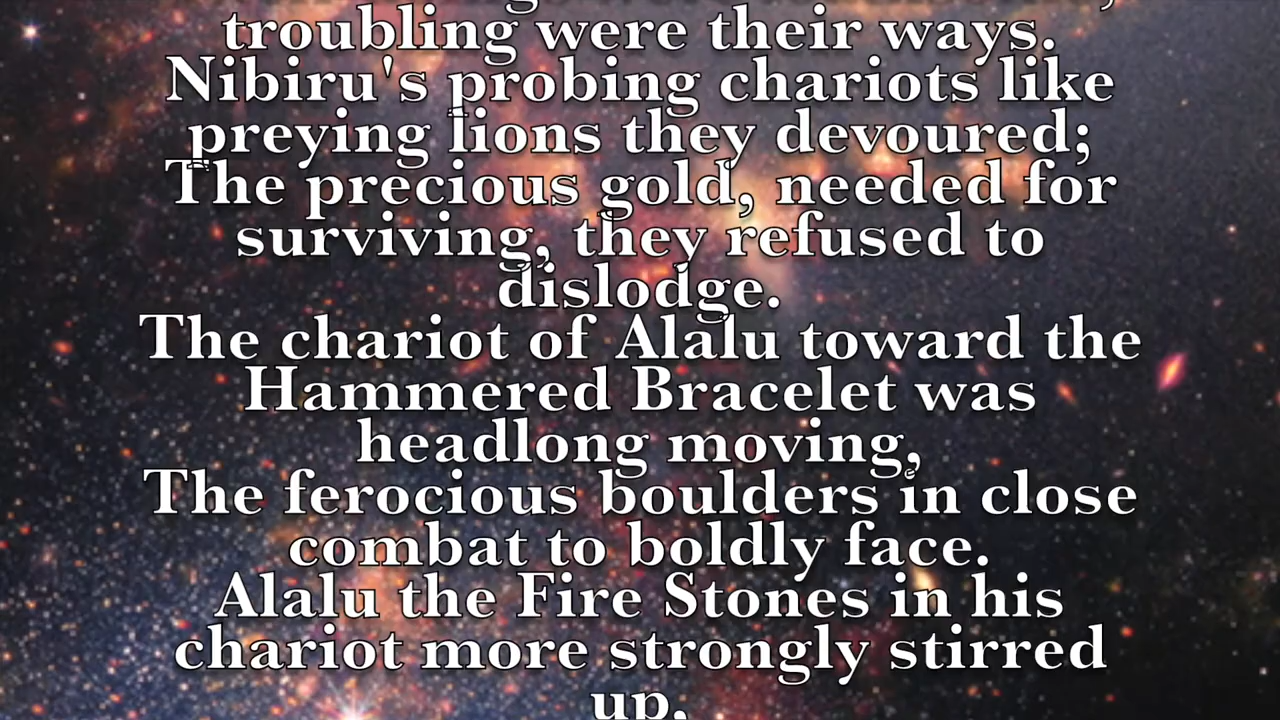 troubling were their ways.
Nibiru's probing chariots like
preying lions they devoured;
The precious gold, needed for
surviving, they refused to
dislodge.
The chariot of Alalu toward the
Hammered Bracelet was
headlong moving,
The ferocious boulders in close
combat to boldly face.
Alalu the Fire Stones in his
chariot more strongly stirred
up,